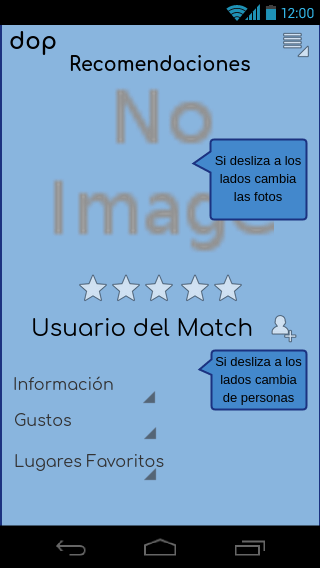 12:00
dop
Recomendaciones
No
Image
Si desliza a los
lados cambia
las fotos
Usuario del Match
Si desliza a los
lados cambia
de personas
Información
Gustos
Lugares Favoritos